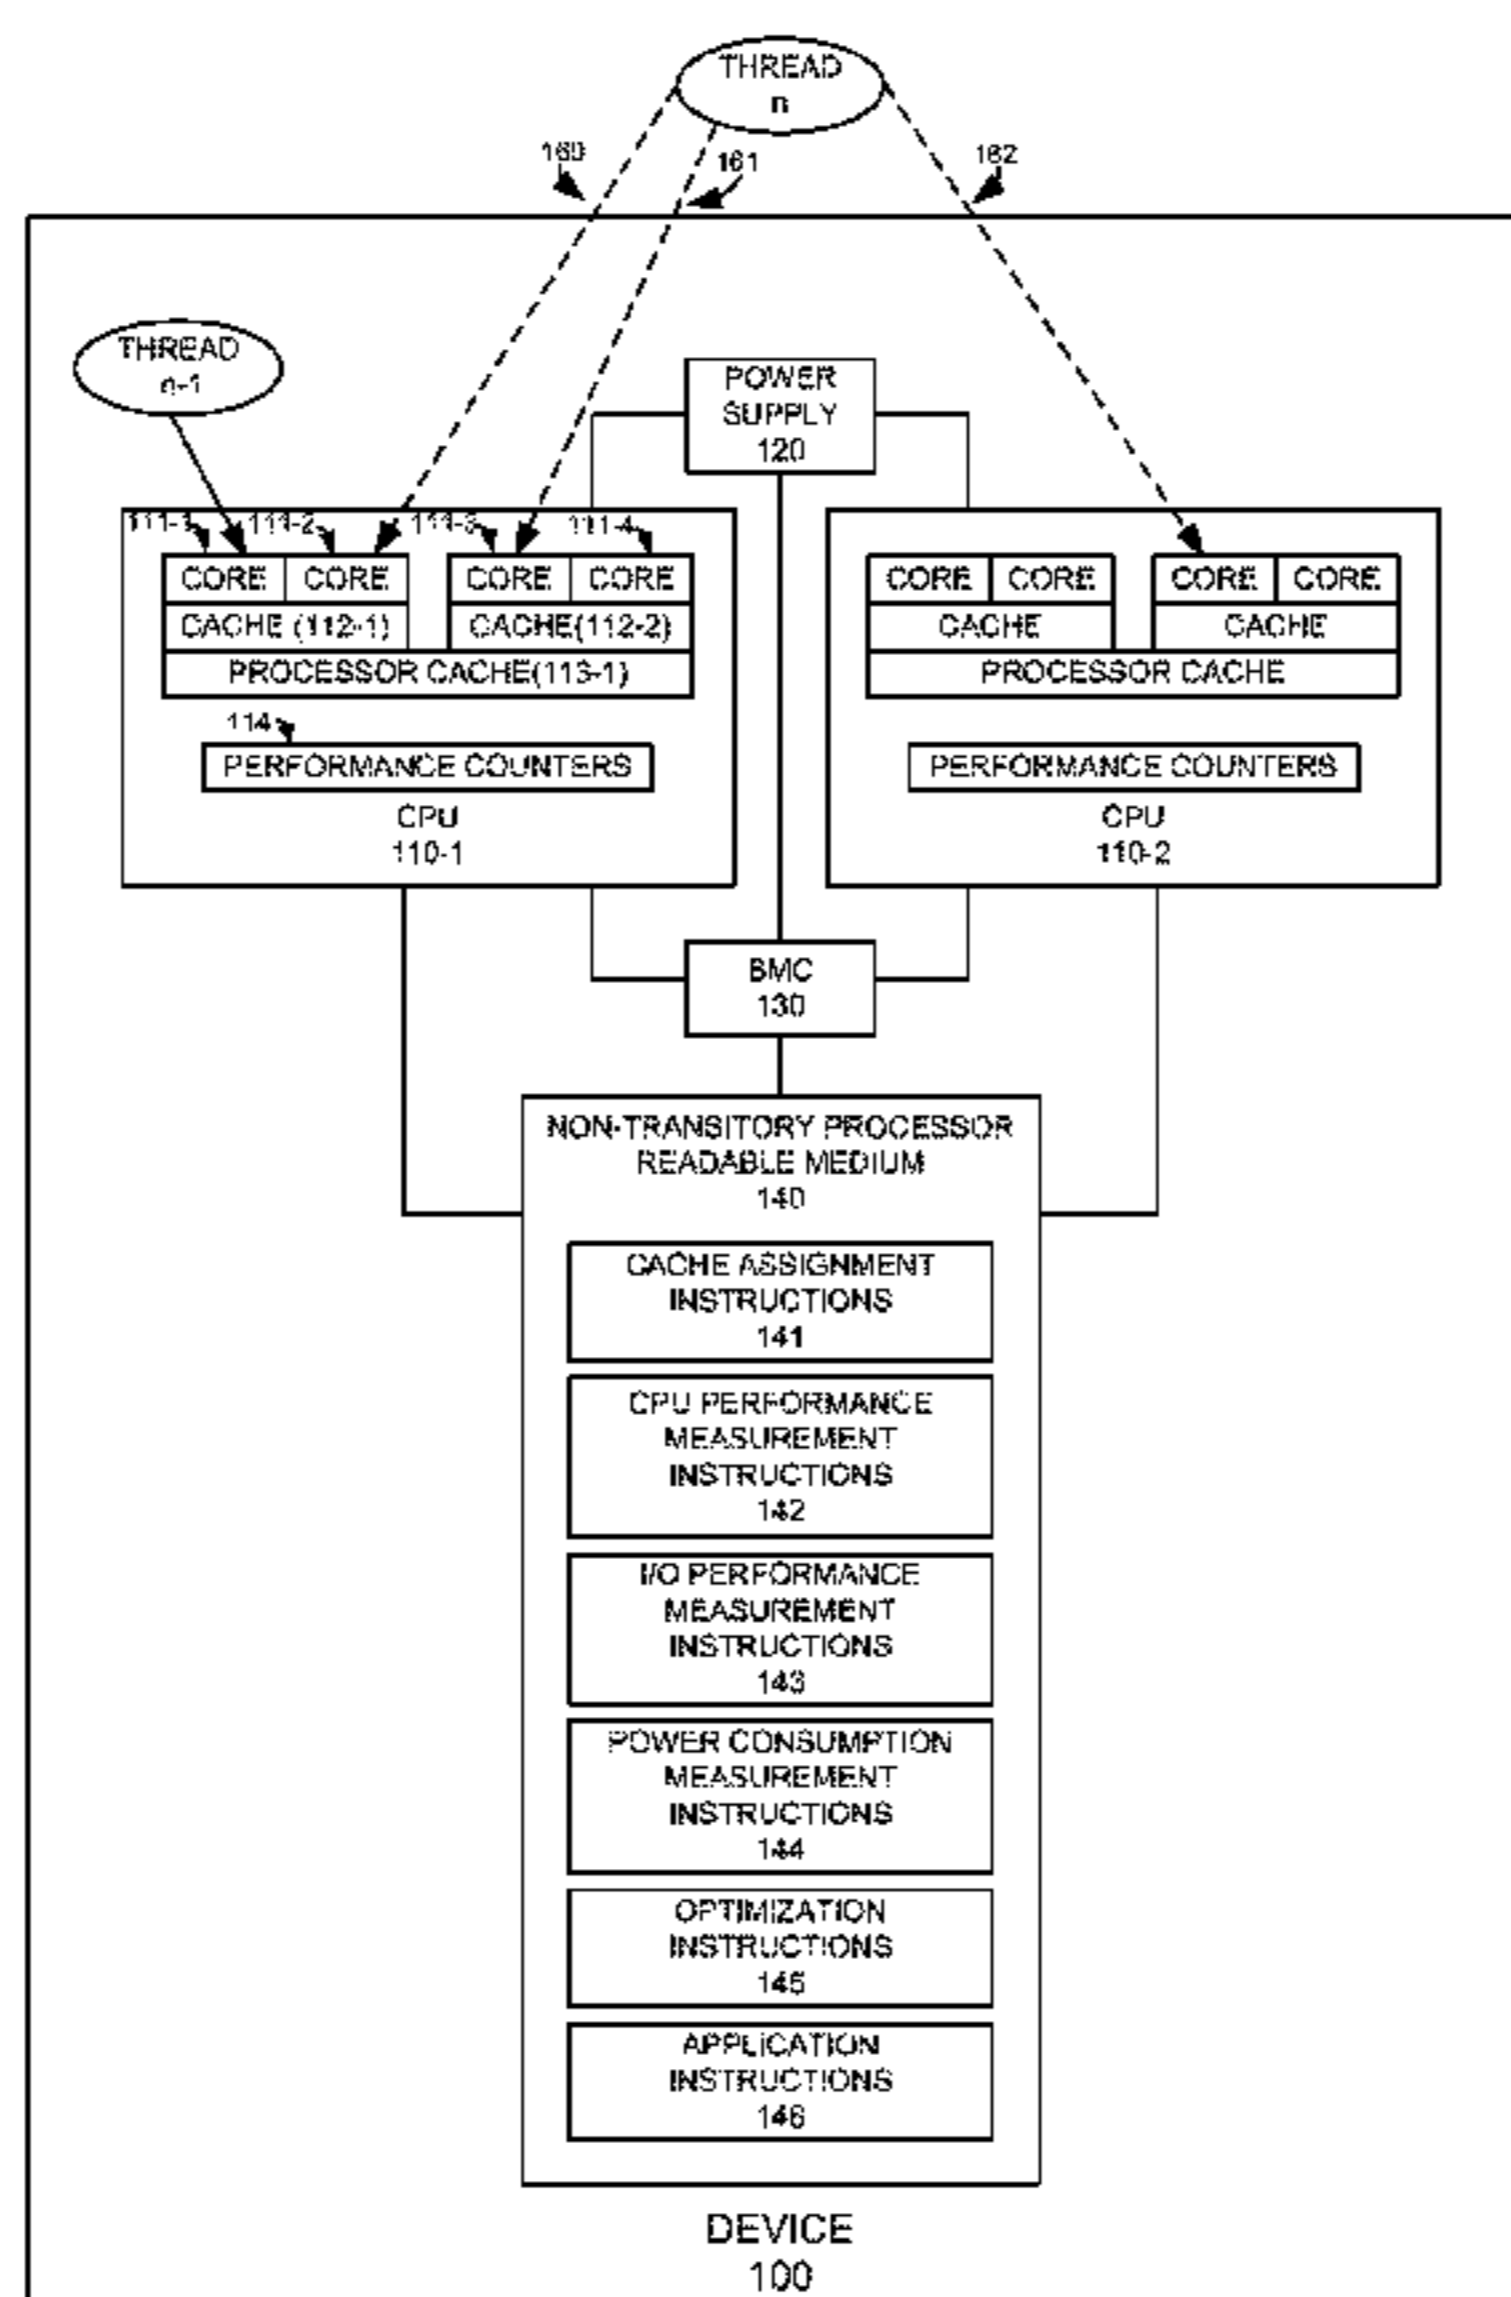 THREAD
n
160
161
162
THREAD
n-1
POWER
SUPPLY
120
111-1
111-2
111-3
111-4
CORE
CORE
CORE
CORE
CORE
CORE
CORE
CORE
CACHE (112-1)
CACHE(112-2)
CACHE
CACHE
PROCESSOR CACHE(113-1)
PROCESSOR CACHE
114
PERFORMANCE COUNTERS
PERFORMANCE COUNTERS
CPU
110-1
CPU
110-2
BMC
130
NON-TRANSITORY PROCESSOR
READABLE MEDIUM
140
CACHE ASSIGNMENT
INSTRUCTIONS
141
CPU PERFORMANCE
MEASUREMENT
INSTRUCTIONS
142
I/O PERFORMANCE
MEASUREMENT
INSTRUCTIONS
143
POWER CONSUMPTION
MEASUREMENT
INSTRUCTIONS
144
OPTIMIZATION
INSTRUCTIONS
145
APPLICATION
INSTRUCTIONS
146
DEVICE
100